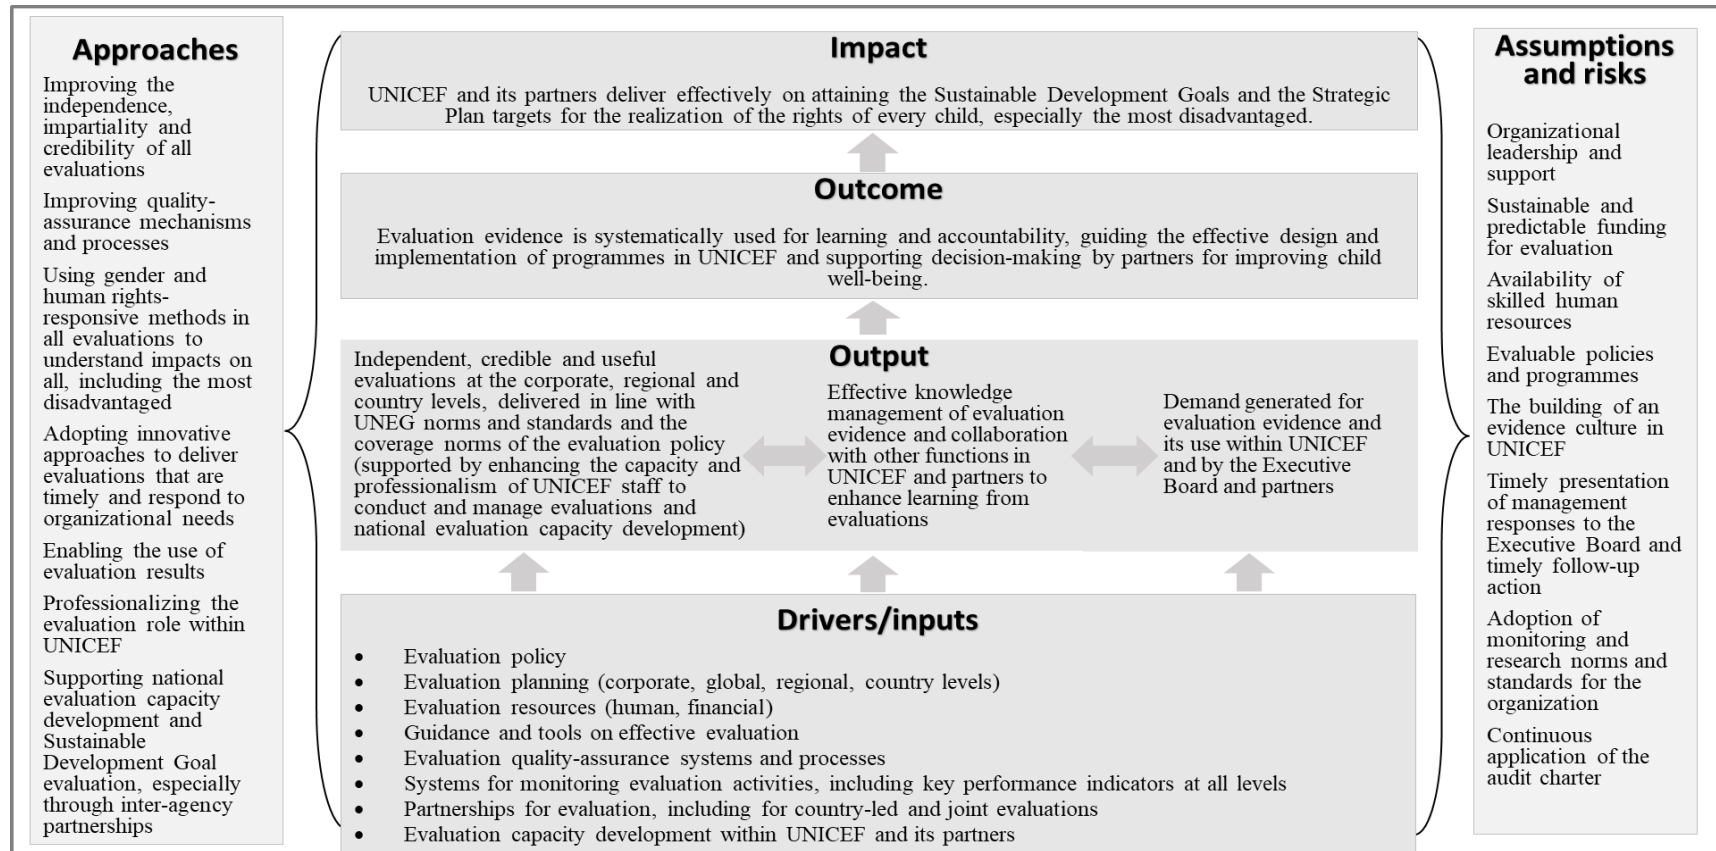 Approaches
Improving the
independence,
impartiality and
credibility of all
evaluations
Improving quality-
assurance mechanisms
and processes
Using gender and
human rights-
responsive methods in
all evaluations to
understand impacts on
all, including the most
disadvantaged
Adopting innovative
approaches to deliver
evaluations that are
timely and respond to
organizational needs
Enabling the use of
evaluation results
Professionalizing the
evaluation role within
UNICEF
Supporting national
evaluation capacity
development and
Sustainable
Development Goal
evaluation, especially
through inter-agency
partnerships
Impact
UNICEF and its partners deliver effectively on attaining the Sustainable Development Goals and the Strategic
Plan targets for the realization of the rights of every child, especially the most disadvantaged.
Outcome
Evaluation evidence is systematically used for learning and accountability, guiding the effective design and
implementation of programmes in UNICEF and supporting decision-making by partners for improving child
well-being.
Output
Independent, credible and useful
evaluations at the corporate, regional and
country levels, delivered in line with
UNEG norms and standards and the
coverage norms of the evaluation policy
(supported by enhancing the capacity and
professionalism of UNICEF staff to
conduct and manage evaluations and
national evaluation capacity development)
Effective knowledge
management of evaluation
evidence and collaboration
with other functions in
UNICEF and partners to
enhance learning from
evaluations
Demand generated for
evaluation evidence and
its use within UNICEF
and by the Executive
Board and partners
Drivers/inputs
• Evaluation policy
• Evaluation planning (corporate, global, regional, country levels)
• Evaluation resources (human, financial)
• Guidance and tools on effective evaluation
• Evaluation quality-assurance systems and processes
• Systems for monitoring evaluation activities, including key performance indicators at all levels
• Partnerships for evaluation, including for country-led and joint evaluations
• Evaluation capacity development within UNICEF and its partners
Assumptions
and risks
Organizational
leadership and
support
Sustainable and
predictable funding
for evaluation
Availability of
skilled human
resources
Evaluable policies
and programmes
The building of an
evidence culture in
UNICEF
Timely presentation
of management
responses to the
Executive Board and
timely follow-up
action
Adoption of
monitoring and
research norms and
standards for the
organization
Continuous
application of the
audit charter